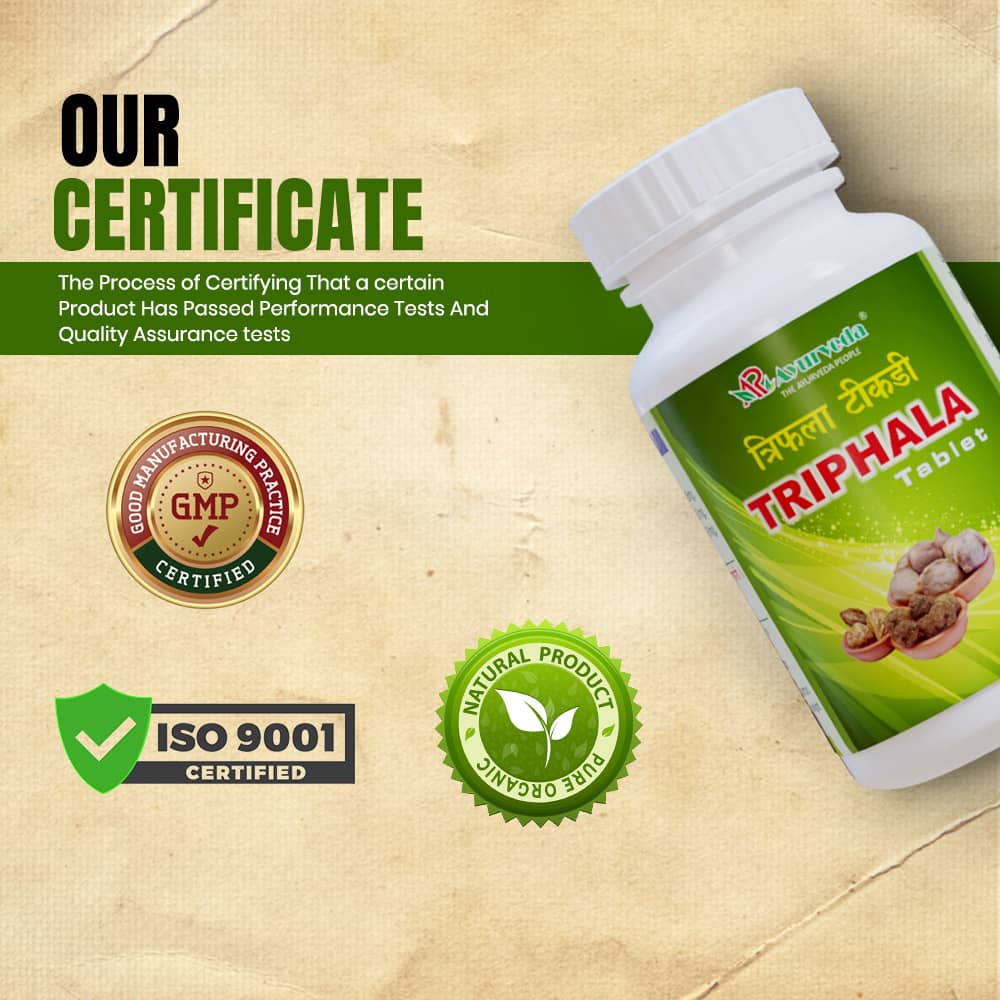 OUR
CERTIFICATE
The Process of Certifying That a certain
Product Has Passed Performance Tests And
Quality Assurance tests
GOOD MANUFACTURING PRACTICE
GMP
CERTIFIED
ISO 9001
CERTIFIED
NATURAL PRODUCT
PURE ORGANIC
AR Ayurveda®
THE AYURVEDA PEOPLE
त्रिफला टीकडी
TRIPHALA
Tablet